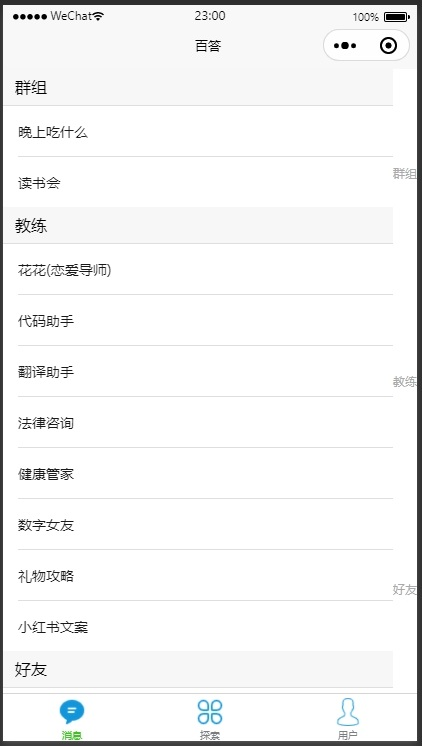 WeChat 23:00 100%
百答
群组
晚上吃什么
群组
读书会
教练
花花(恋爱导师)
代码助手
翻译助手
教练
法律咨询
健康管家
数字女友
礼物攻略
好友
小红书文案
好友
消息 探索 用户